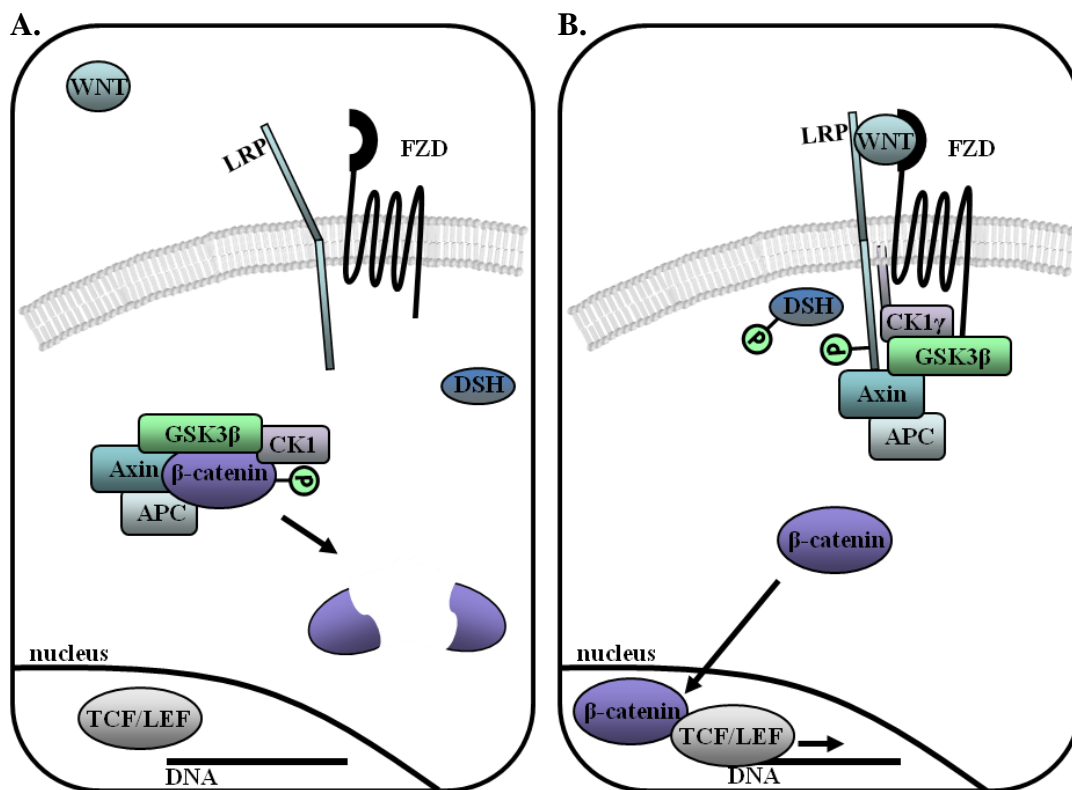 A.
WNT
LRP
FZD
DSH
GSK3β
CK1
Axin
β-catenin
P
APC
nucleus
TCF/LEF
DNA
B.
LRP
WNT
FZD
DSH
P
P
CK1γ
GSK3β
Axin
APC
β-catenin
nucleus
β-catenin
TCF/LEF
DNA